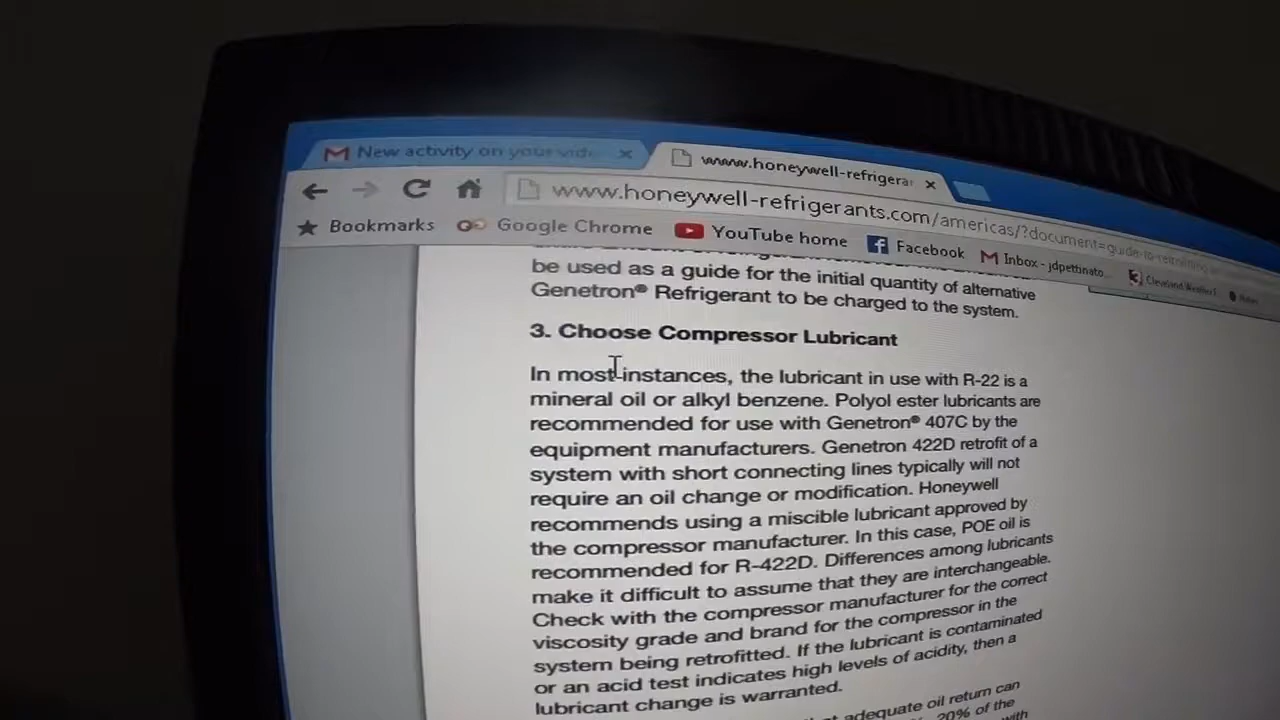 New activity on your vide
www.honeywell-refrigerar
www.honeywell-refrigerants.com/americas/?document=guide-to-retrofitting
Bookmarks Google Chrome YouTube home Facebook Inbox - jdpettinato... Cleveland Weather
be used as a guide for the initial quantity of alternative
Genetron® Refrigerant to be charged to the system.
3. Choose Compressor Lubricant
In most instances, the lubricant in use with R-22 is a
mineral oil or alkyl benzene. Polyol ester lubricants are
recommended for use with Genetron® 407C by the
equipment manufacturers. Genetron 422D retrofit of a
system with short connecting lines typically will not
require an oil change or modification. Honeywell
recommends using a miscible lubricant approved by
the compressor manufacturer. In this case, POE oil is
recommended for R-422D. Differences among lubricants
make it difficult to assume that they are interchangeable.
Check with the compressor manufacturer for the correct
viscosity grade and brand for the compressor in the
system being retrofitted. If the lubricant is contaminated
or an acid test indicates high levels of acidity, then a
lubricant change is warranted.
adequate oil return can
20% of the
with